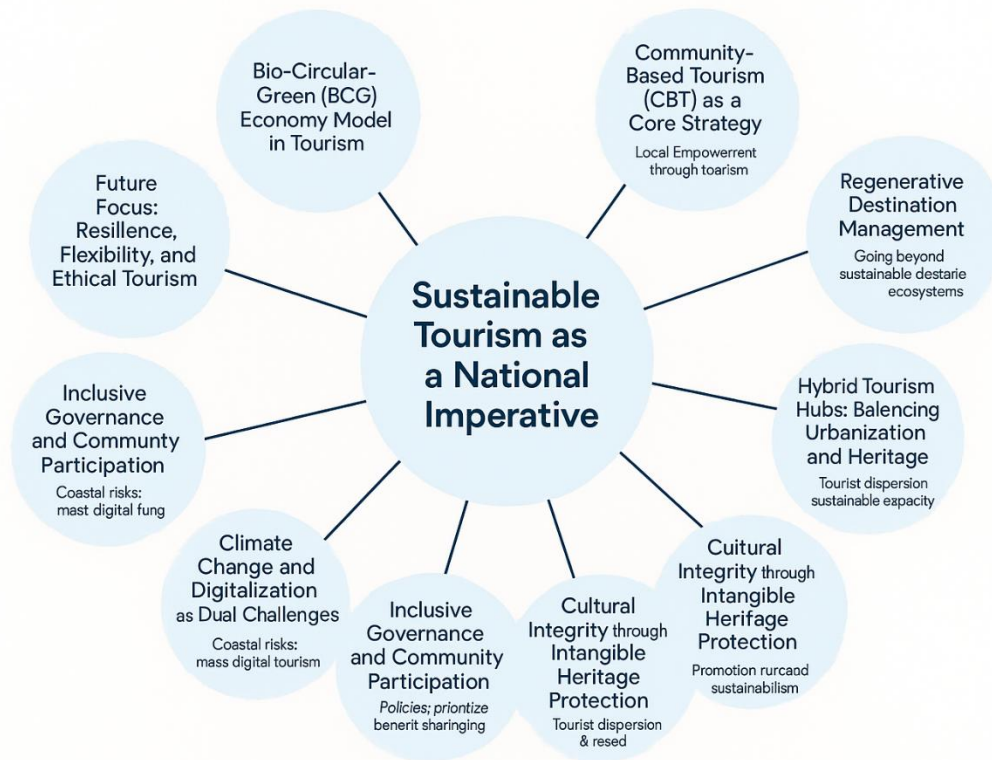 Bio-Circular-
Green (BCG)
Economy Model
in Tourism
Community-
Based Tourism
(CBT) as a
Core Strategy
Local Empowerrent
through toarism
Future
Focus:
Resillence,
Flexibility, and
Ethical Tourism
Regenerative
Destination
Management
Going beyond
sustainable destarie
ecosystems
Sustainable
Tourism as
a National
Imperative
Inclusive
Governance
and Communty
Participation
Coastal risks:
mast digital fung
Hybrid Tourism
Hubs: Balencing
Urbanization
and Heritage
Tourist dispersion
sustainable eapacity
Climate
Change and
Digitalization
as Dual Challenges
Coastal risks:
mass digital tourism
Inclusive
Governance
and Community
Participation
Policies; priortize
benerit sharinging
Cultural
Integrity through
Intangible
Heritage
Protection
Tourist dispersion
& resed
Cuitural
Integrity through
Intangible
Herifage
Protection
Promotion rurcaad
sustainabilism